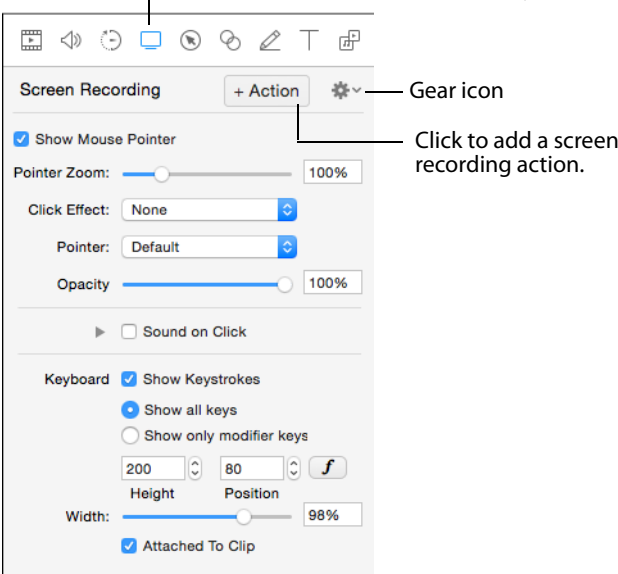 Screen Recording + Action
Gear icon
Click to add a screen
recording action.
Show Mouse Pointer
Pointer Zoom: 100%
Click Effect: None
Pointer: Default
Opacity 100%
Sound on Click
Keyboard Show Keystrokes
Show all keys
Show only modifier keys
200 80 f
Height Position
Width: 98%
Attached To Clip